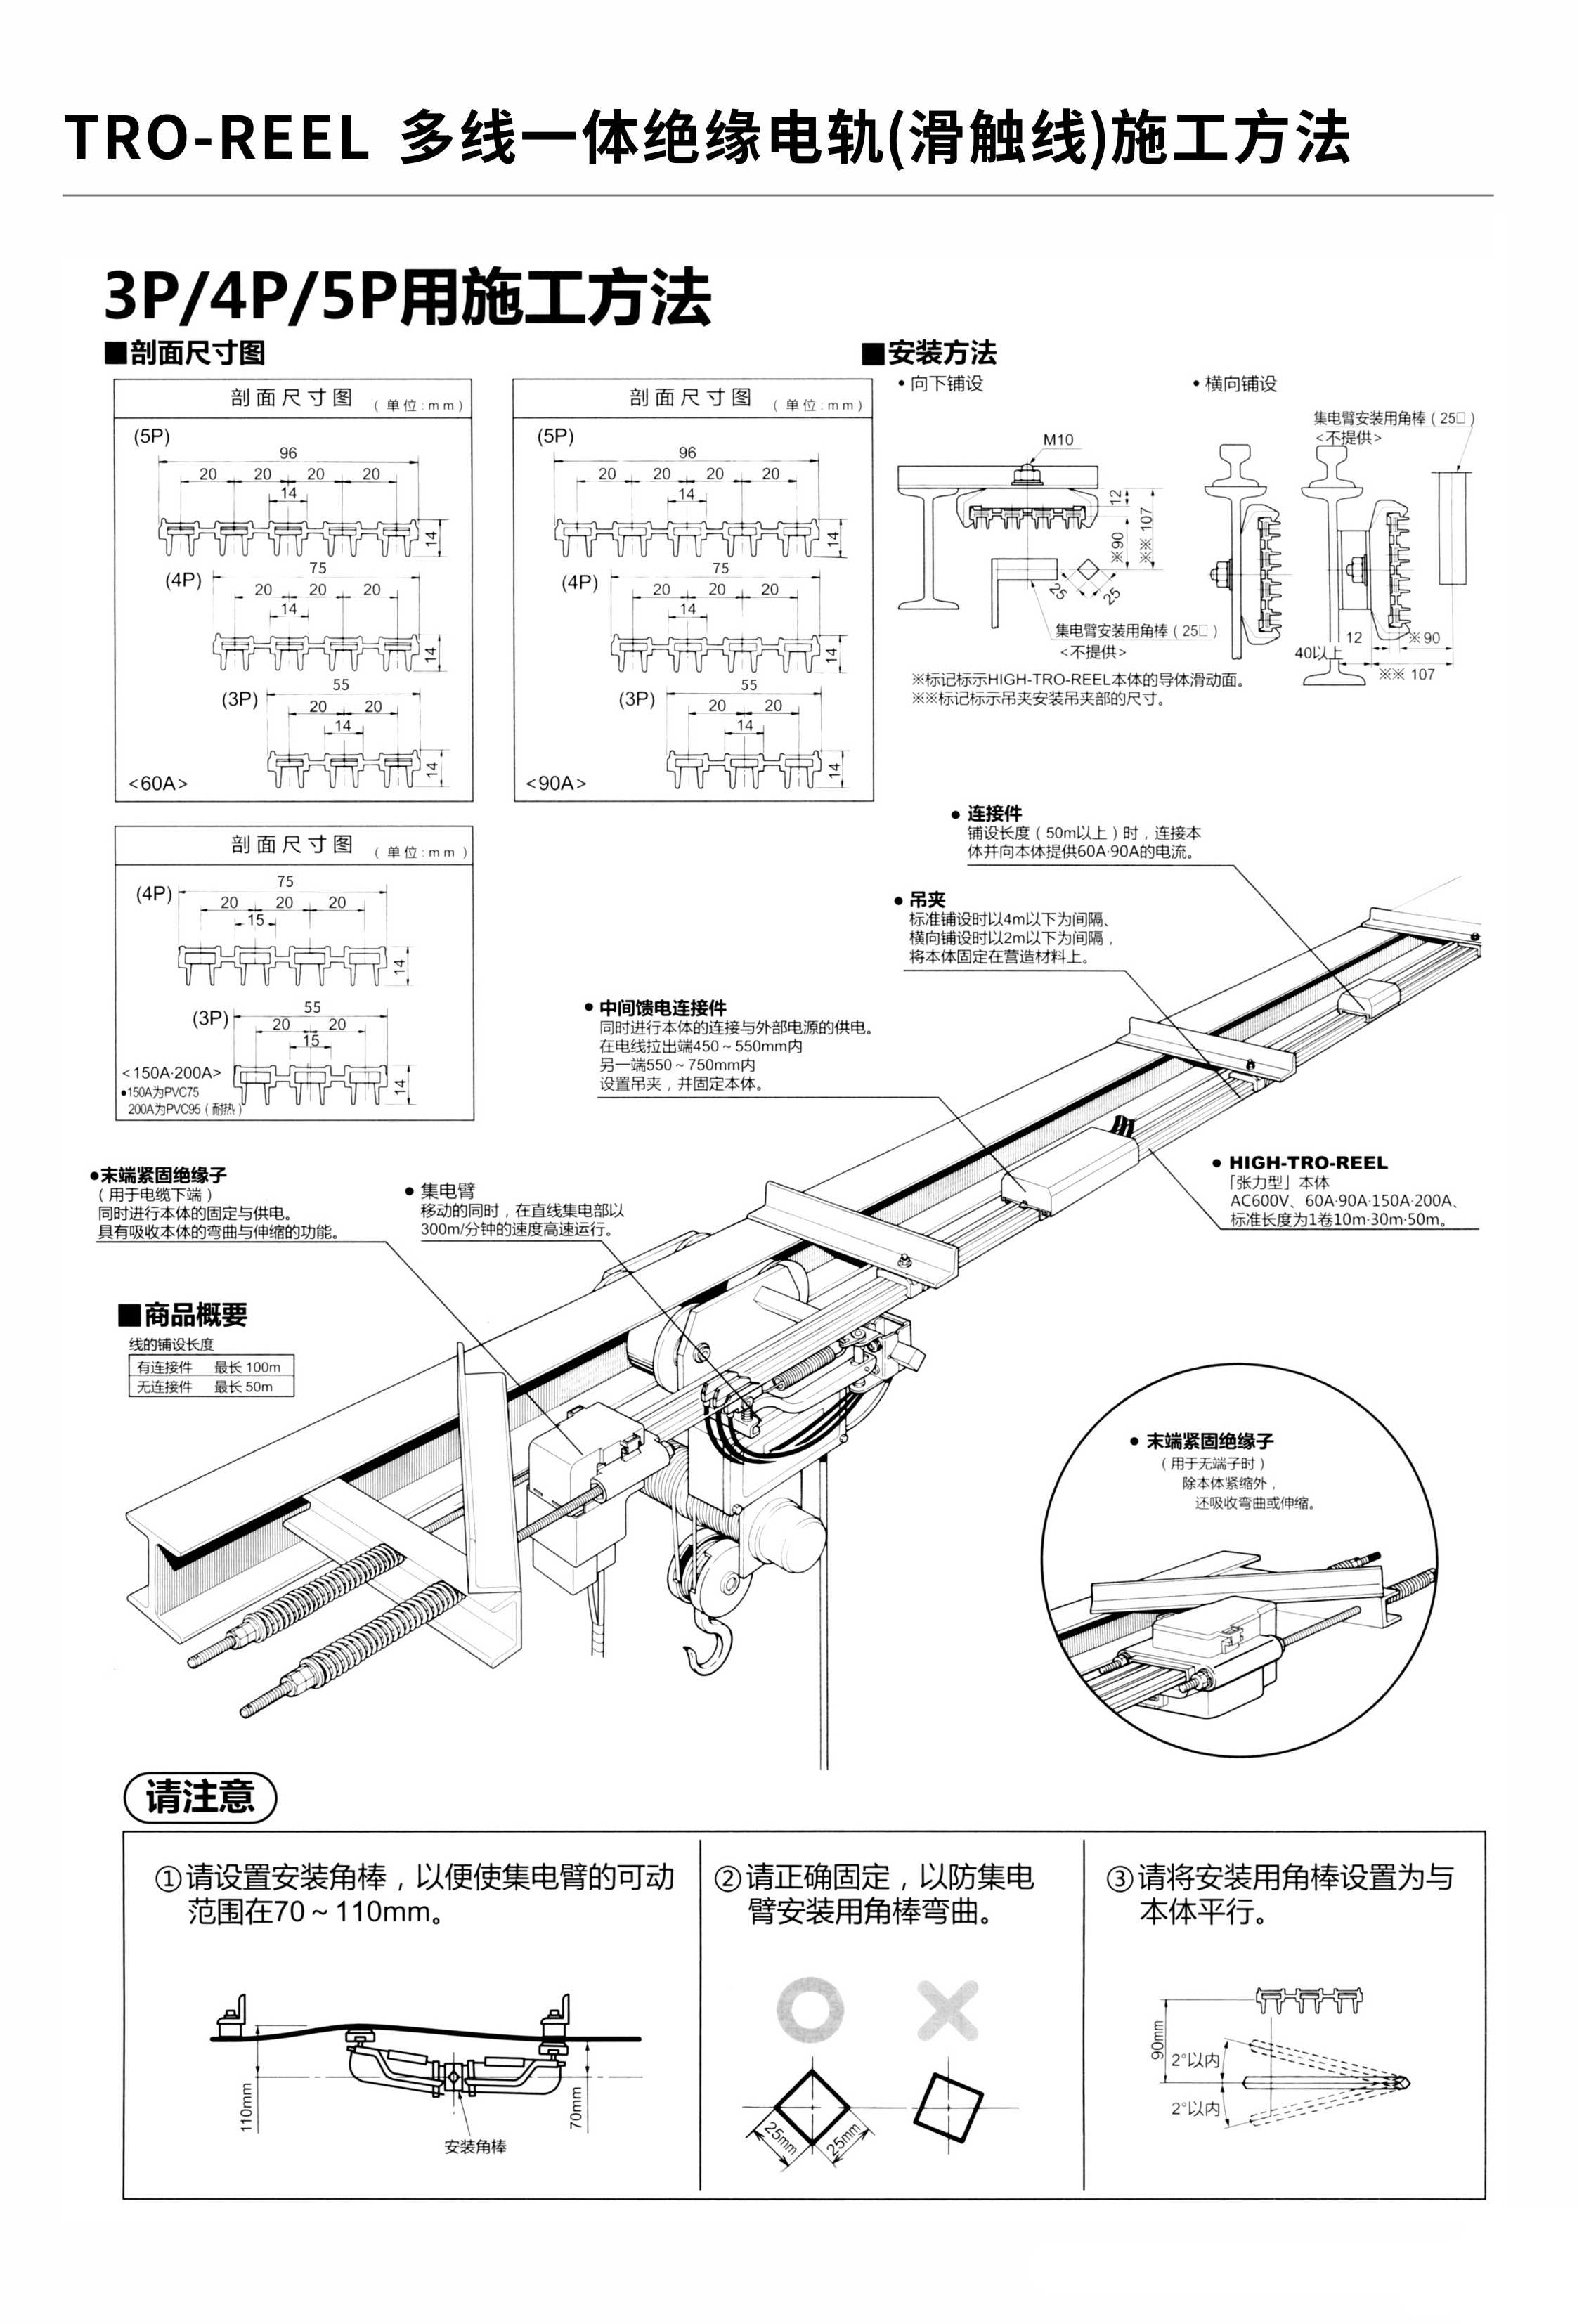 TRO-REEL 多线一体绝缘电轨(滑触线)施工方法
3P/4P/5P用施工方法
■剖面尺寸图
剖面尺寸图 (单位:mm)
(5P)
96
20 20 20 20
14
14
(4P)
75
20 20 20
14
14
(3P)
55
20 20
14
14
<60A>
剖面尺寸图 (单位:mm)
(5P)
96
20 20 20 20
14
14
(4P)
75
20 20 20
14
14
(3P)
55
20 20
14
14
<90A>
剖面尺寸图 (单位:mm)
(4P)
75
20 20 20
15
14
(3P)
55
20 20
15
14
<150A·200A>
●150A为PVC75
200A为PVC95(耐热)
■安装方法
• 向下铺设
M10
12
※90
※※ 107
25
25
集电臂安装用角棒(25□)
<不提供>
• 横向铺设
集电臂安装用角棒(25□)
<不提供>
12
※90
40以上
※※ 107
※标记标示HIGH-TRO-REEL本体的导体滑动面。
※※标记标示吊夹安装吊夹部的尺寸。
● 连接件
铺设长度(50m以上)时,连接本
体并向本体提供60A·90A的电流。
● 吊夹
标准铺设时以4m以下为间隔、
横向铺设时以2m以下为间隔,
将本体固定在营造材料上。
● 中间馈电连接件
同时进行本体的连接与外部电源的供电。
在电线拉出端450~550mm内
另一端550~750mm内
设置吊夹,并固定本体。
● HIGH-TRO-REEL
「张力型」本体
AC600V、60A·90A·150A·200A、
标准长度为1卷10m·30m·50m。
●末端紧固绝缘子
(用于电缆下端)
同时进行本体的固定与供电。
具有吸收本体的弯曲与伸缩的功能。
● 集电臂
移动的同时,在直线集电部以
300m/分钟的速度高速运行。
■商品概要
线的铺设长度
有连接件 最长 100m
无连接件 最长 50m
● 末端紧固绝缘子
(用于无端子时)
除本体紧缩外,
还吸收弯曲或伸缩。
请注意
①请设置安装角棒,以便使集电臂的可动
范围在70~110mm。
110mm
70mm
安装角棒
②请正确固定,以防集电
臂安装用角棒弯曲。
25mm
25mm
③请将安装用角棒设置为与
本体平行。
90mm
2°以内
2°以内